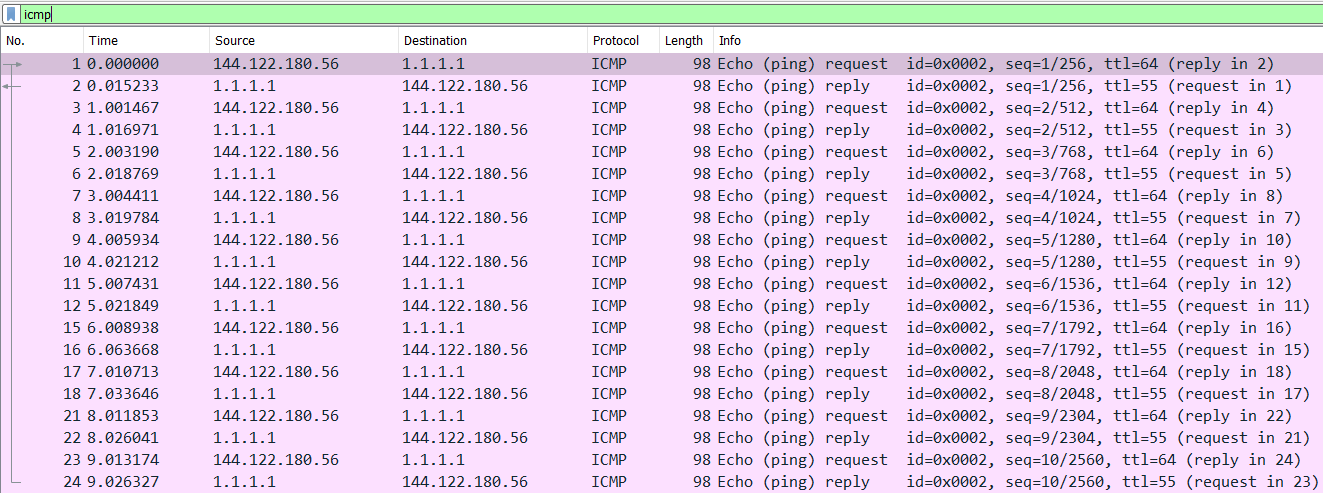 icmp
No. Time Source Destination Protocol Length Info
1 0.000000 144.122.180.56 1.1.1.1 ICMP 98 Echo (ping) request id=0x0002, seq=1/256, ttl=64 (reply in 2)
2 0.015233 1.1.1.1 144.122.180.56 ICMP 98 Echo (ping) reply id=0x0002, seq=1/256, ttl=55 (request in 1)
3 1.001467 144.122.180.56 1.1.1.1 ICMP 98 Echo (ping) request id=0x0002, seq=2/512, ttl=64 (reply in 4)
4 1.016971 1.1.1.1 144.122.180.56 ICMP 98 Echo (ping) reply id=0x0002, seq=2/512, ttl=55 (request in 3)
5 2.003190 144.122.180.56 1.1.1.1 ICMP 98 Echo (ping) request id=0x0002, seq=3/768, ttl=64 (reply in 6)
6 2.018769 1.1.1.1 144.122.180.56 ICMP 98 Echo (ping) reply id=0x0002, seq=3/768, ttl=55 (request in 5)
7 3.004411 144.122.180.56 1.1.1.1 ICMP 98 Echo (ping) request id=0x0002, seq=4/1024, ttl=64 (reply in 8)
8 3.019784 1.1.1.1 144.122.180.56 ICMP 98 Echo (ping) reply id=0x0002, seq=4/1024, ttl=55 (request in 7)
9 4.005934 144.122.180.56 1.1.1.1 ICMP 98 Echo (ping) request id=0x0002, seq=5/1280, ttl=64 (reply in 10)
10 4.021212 1.1.1.1 144.122.180.56 ICMP 98 Echo (ping) reply id=0x0002, seq=5/1280, ttl=55 (request in 9)
11 5.007431 144.122.180.56 1.1.1.1 ICMP 98 Echo (ping) request id=0x0002, seq=6/1536, ttl=64 (reply in 12)
12 5.021849 1.1.1.1 144.122.180.56 ICMP 98 Echo (ping) reply id=0x0002, seq=6/1536, ttl=55 (request in 11)
15 6.008938 144.122.180.56 1.1.1.1 ICMP 98 Echo (ping) request id=0x0002, seq=7/1792, ttl=64 (reply in 16)
16 6.063668 1.1.1.1 144.122.180.56 ICMP 98 Echo (ping) reply id=0x0002, seq=7/1792, ttl=55 (request in 15)
17 7.010713 144.122.180.56 1.1.1.1 ICMP 98 Echo (ping) request id=0x0002, seq=8/2048, ttl=64 (reply in 18)
18 7.033646 1.1.1.1 144.122.180.56 ICMP 98 Echo (ping) reply id=0x0002, seq=8/2048, ttl=55 (request in 17)
21 8.011853 144.122.180.56 1.1.1.1 ICMP 98 Echo (ping) request id=0x0002, seq=9/2304, ttl=64 (reply in 22)
22 8.026041 1.1.1.1 144.122.180.56 ICMP 98 Echo (ping) reply id=0x0002, seq=9/2304, ttl=55 (request in 21)
23 9.013174 144.122.180.56 1.1.1.1 ICMP 98 Echo (ping) request id=0x0002, seq=10/2560, ttl=64 (reply in 24)
24 9.026327 1.1.1.1 144.122.180.56 ICMP 98 Echo (ping) reply id=0x0002, seq=10/2560, ttl=55 (request in 23)